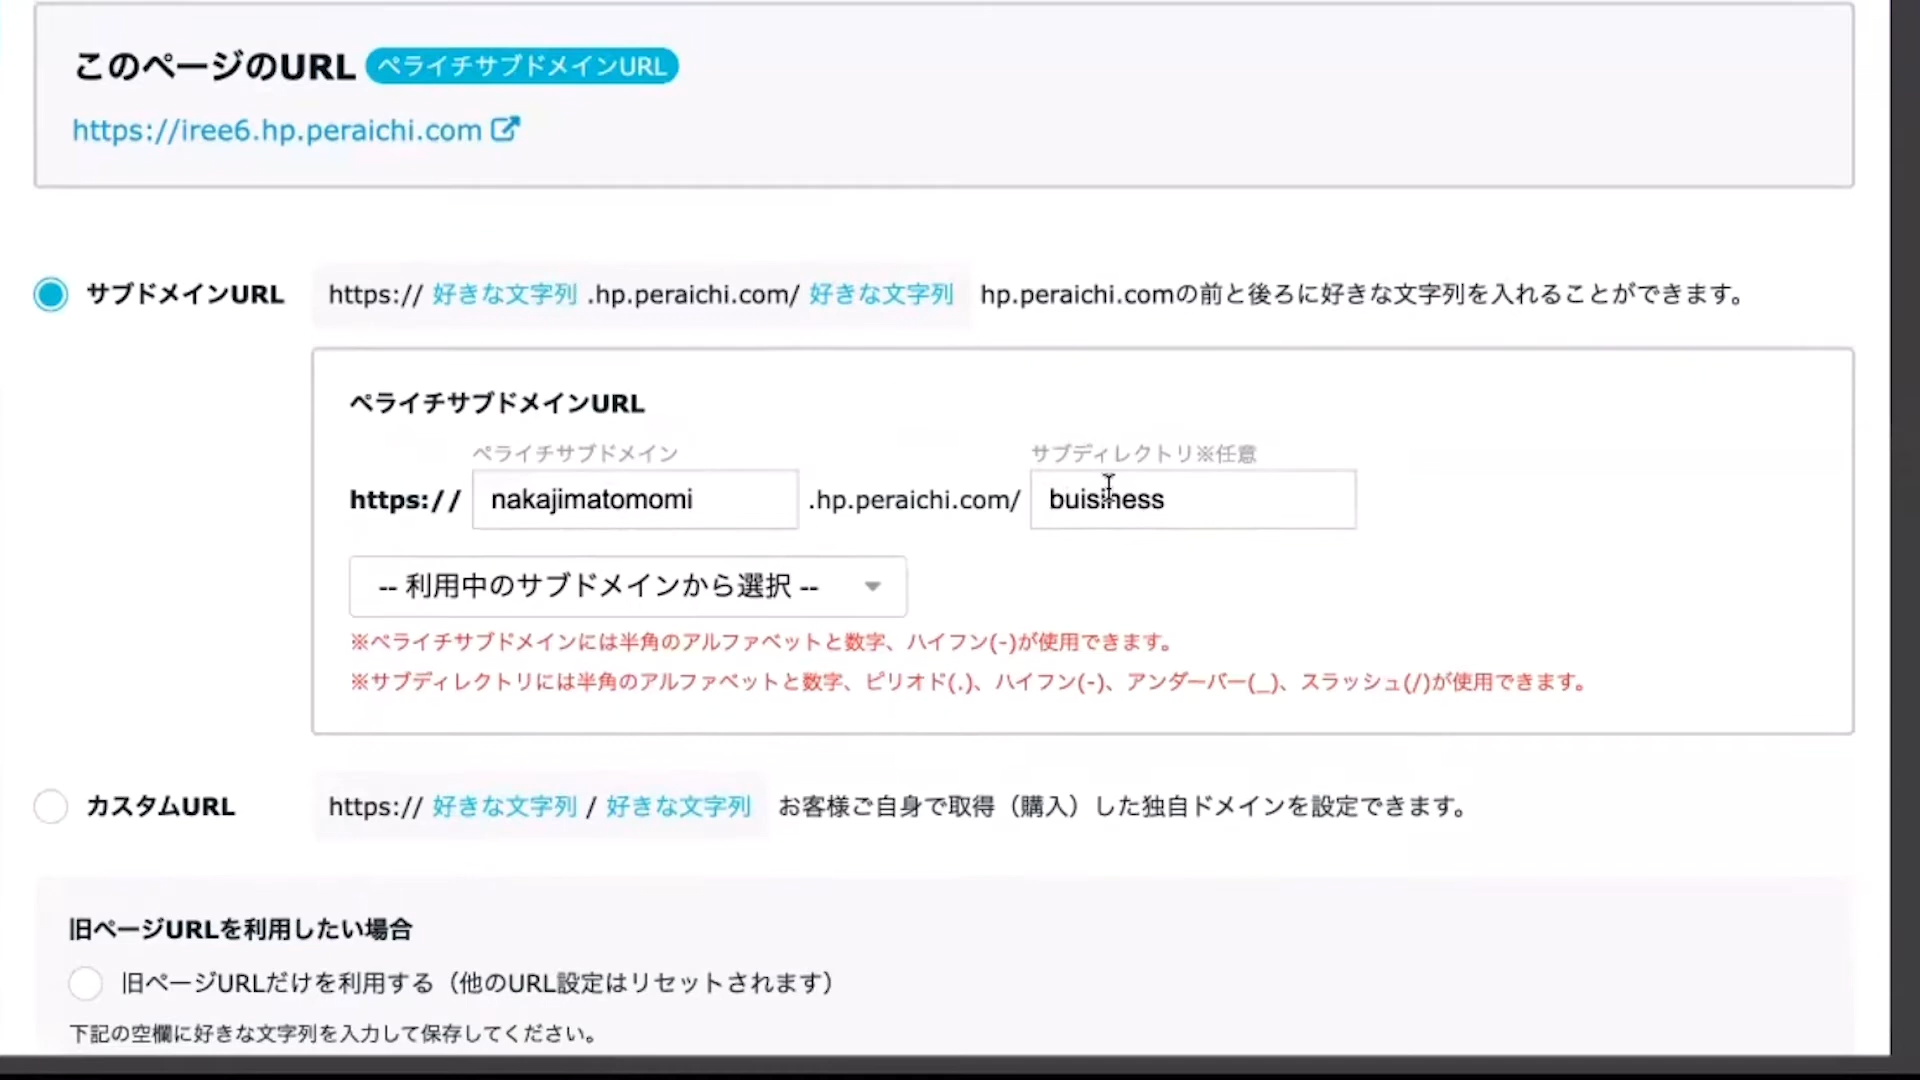 このページのURL ペライチサブドメインURL
https://iree6.hp.peraichi.com
サブドメインURL https:// 好きな文字列 .hp.peraichi.com/ 好きな文字列 hp.peraichi.comの前と後ろに好きな文字列を入れることができます。
ペライチサブドメインURL
ペライチサブドメイン サブディレクトリ※任意
https:// nakajimatomomi .hp.peraichi.com/ buisiness
-- 利用中のサブドメインから選択 --
※ペライチサブドメインには半角のアルファベットと数字、ハイフン(-)が使用できます。
※サブディレクトリには半角のアルファベットと数字、ピリオド(.)、ハイフン(-)、アンダーバー(_)、スラッシュ(/)が使用できます。
カスタムURL https:// 好きな文字列 / 好きな文字列 お客様ご自身で取得（購入）した独自ドメインを設定できます。
旧ページURLを利用したい場合
旧ページURLだけを利用する（他のURL設定はリセットされます）
下記の空欄に好きな文字列を入力して保存してください。